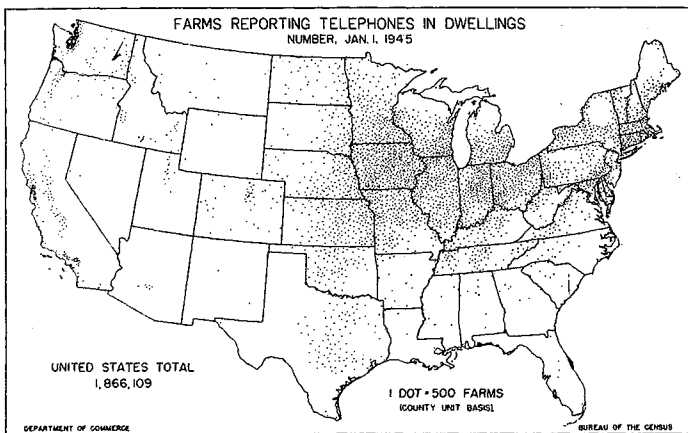 FARMS REPORTING TELEPHONES IN DWELLINGS
NUMBER, JAN. 1, 1945
UNITED STATES TOTAL
1,866,109
1 DOT = 500 FARMS
(COUNTY UNIT BASIS)
DEPARTMENT OF COMMERCE
BUREAU OF THE CENSUS